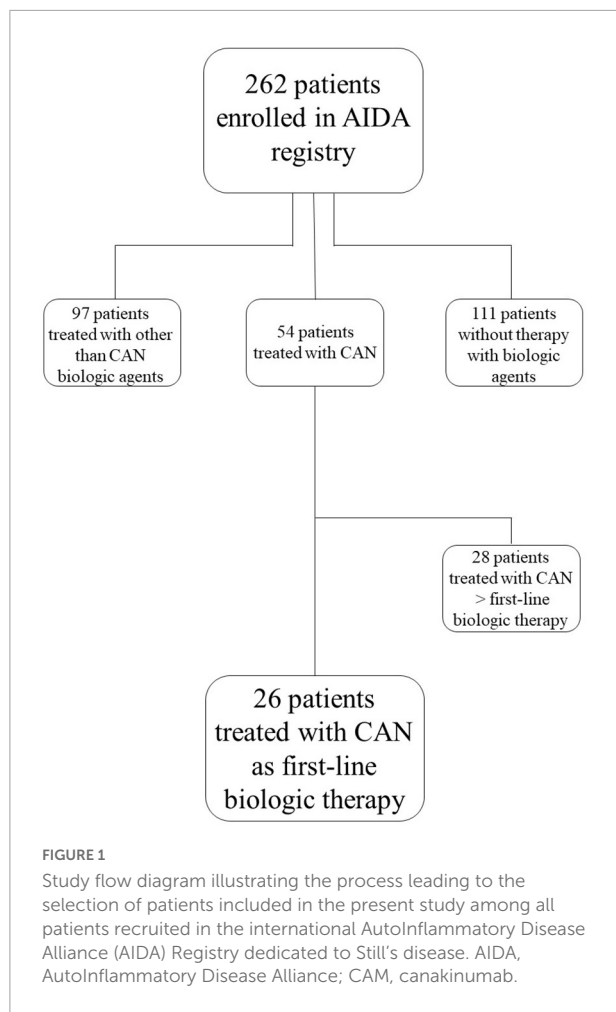 262 patients
enrolled in AIDA
registry
97 patients
treated with other
than CAN
biologic agents
54 patients
treated with CAN
111 patients
without therapy
with biologic
agents
28 patients
treated with CAN
> first-line
biologic therapy
26 patients
treated with CAN
as first-line
biologic therapy
FIGURE 1
Study flow diagram illustrating the process leading to the
selection of patients included in the present study among all
patients recruited in the international AutoInflammatory Disease
Alliance (AIDA) Registry dedicated to Still’s disease. AIDA,
AutoInflammatory Disease Alliance; CAM, canakinumab.